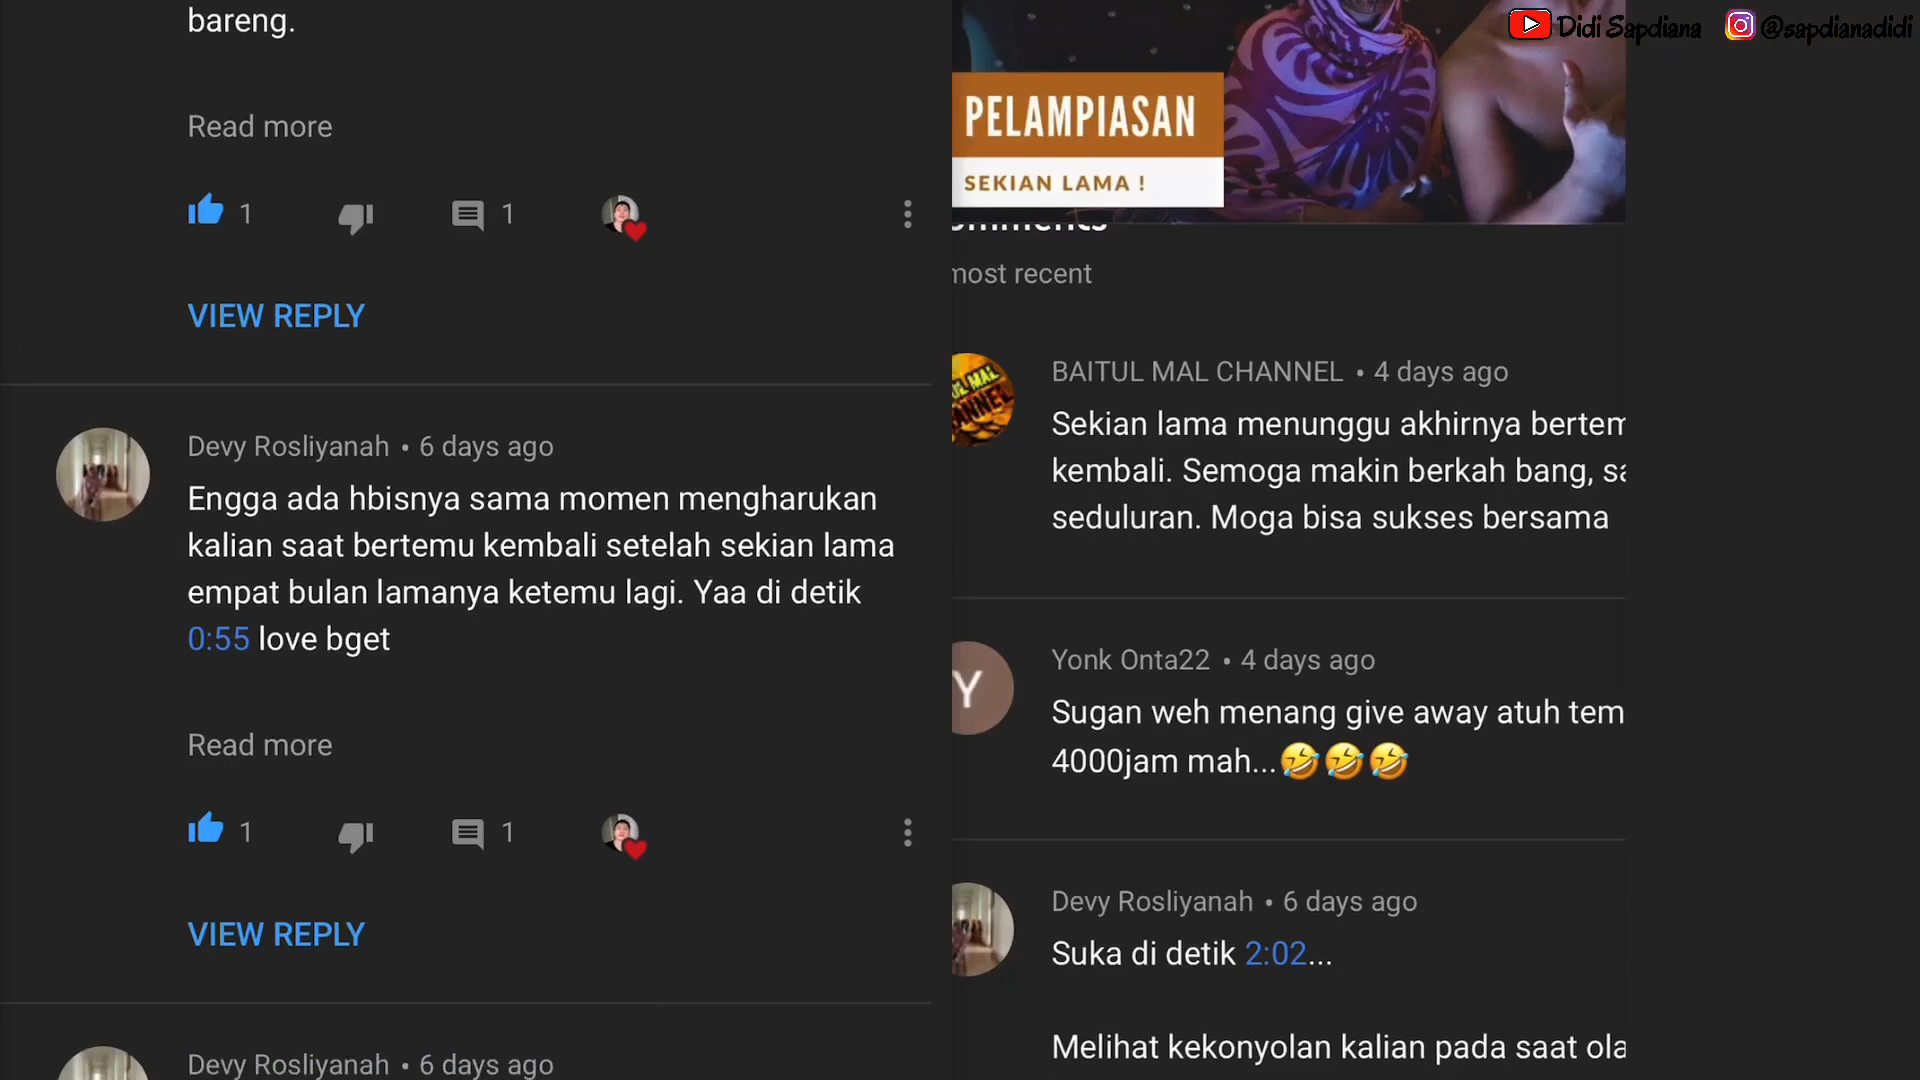 bareng.
Read more
1
1
VIEW REPLY
Devy Rosliyanah • 6 days ago
Engga ada hbisnya sama momen mengharukan
kalian saat bertemu kembali setelah sekian lama
empat bulan lamanya ketemu lagi. Yaa di detik
0:55 love bget
Read more
1
1
VIEW REPLY
Devy Rosliyanah • 6 days ago
Didi Sapdiana
@sapdianadidi
PELAMPIASAN
SEKIAN LAMA !
most recent
BAITUL MAL CHANNEL • 4 days ago
Sekian lama menunggu akhirnya bertem
kembali. Semoga makin berkah bang, sa
seduluran. Moga bisa sukses bersama
Y
Yonk Onta22 • 4 days ago
Sugan weh menang give away atuh tem
4000jam mah...🤣🤣🤣
Devy Rosliyanah • 6 days ago
Suka di detik 2:02...
Melihat kekonyolan kalian pada saat ola